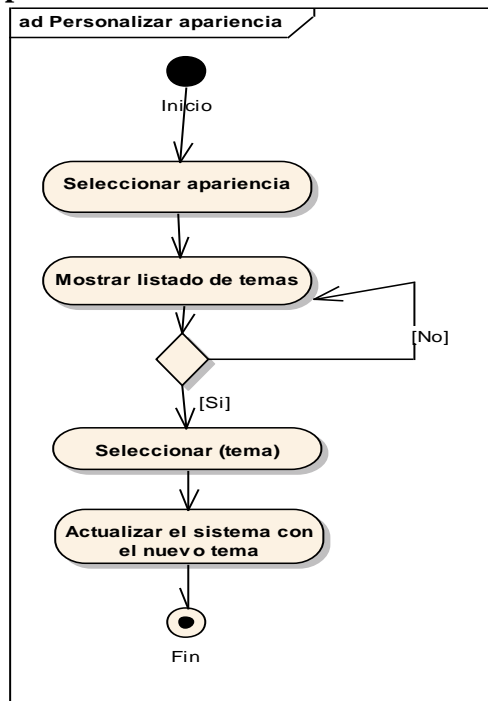 ad Personalizar apariencia
Inicio
Seleccionar apariencia
Mostrar listado de temas
[No]
[Si]
Seleccionar (tema)
Actualizar el sistema con
el nuevo tema
Fin